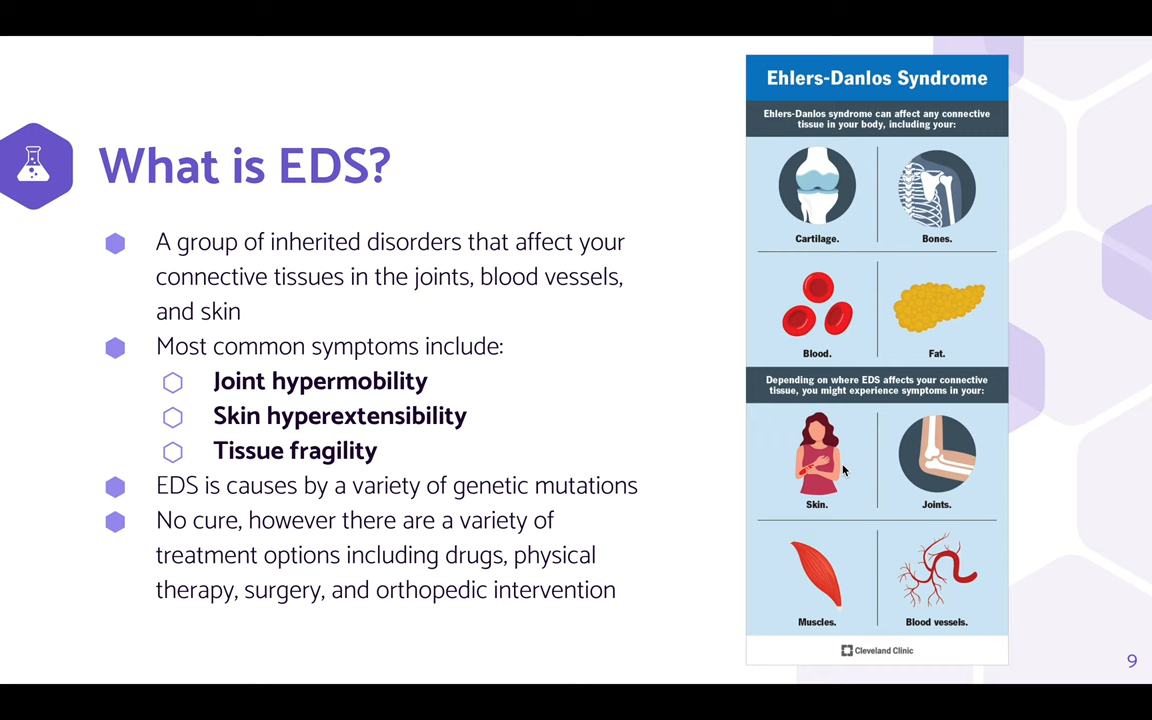 What is EDS?
A group of inherited disorders that affect your
connective tissues in the joints, blood vessels,
and skin
Most common symptoms include:
Joint hypermobility
Skin hyperextensibility
Tissue fragility
EDS is causes by a variety of genetic mutations
No cure, however there are a variety of
treatment options including drugs, physical
therapy, surgery, and orthopedic intervention
Ehlers-Danlos Syndrome
Ehlers-Danlos syndrome can affect any connective
tissue in your body, including your:
Cartilage.
Bones.
Blood.
Fat.
Depending on where EDS affects your connective
tissue, you might experience symptoms in your:
Skin.
Joints.
Muscles.
Blood vessels.
Cleveland Clinic
9